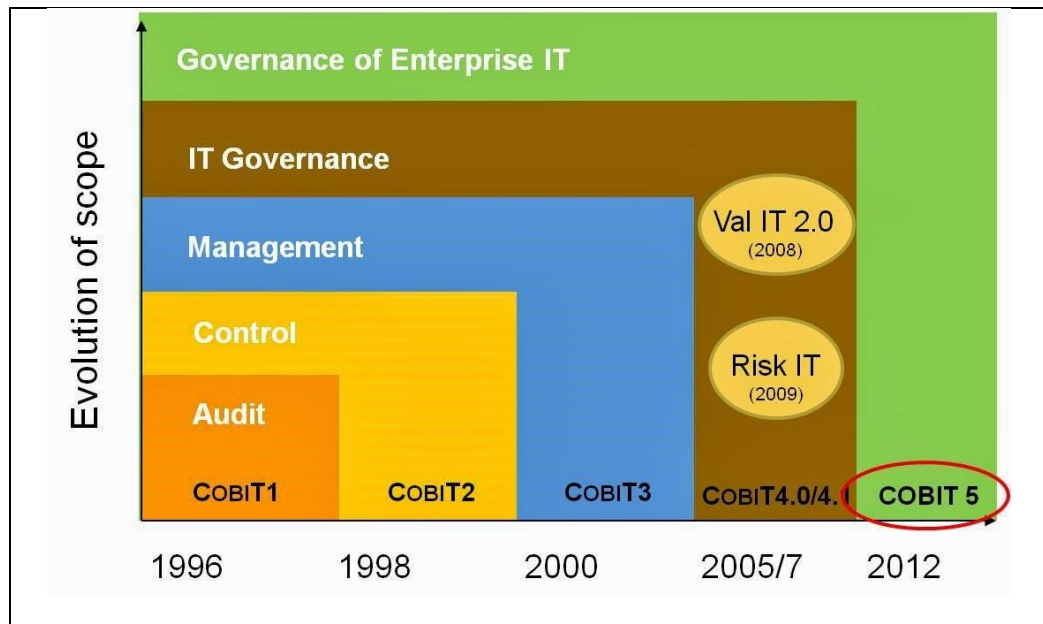 Evolution of scope
Governance of Enterprise IT
IT Governance
Management
Control
Audit
Val IT 2.0
(2008)
Risk IT
(2009)
COBIT1
COBIT2
COBIT3
COBIT4.0/4.1
COBIT 5
1996
1998
2000
2005/7
2012